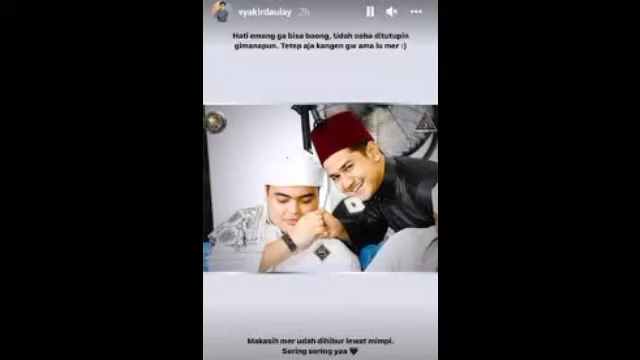 syakirdaulay 2h
Hati emang ga bisa boong, Udah coba ditutupin
gimanapun. Tetep aja kangen gw ama lu mer :)
Makasih mer udah dihibur lewat mimpi.
Sering sering yaa 🖤